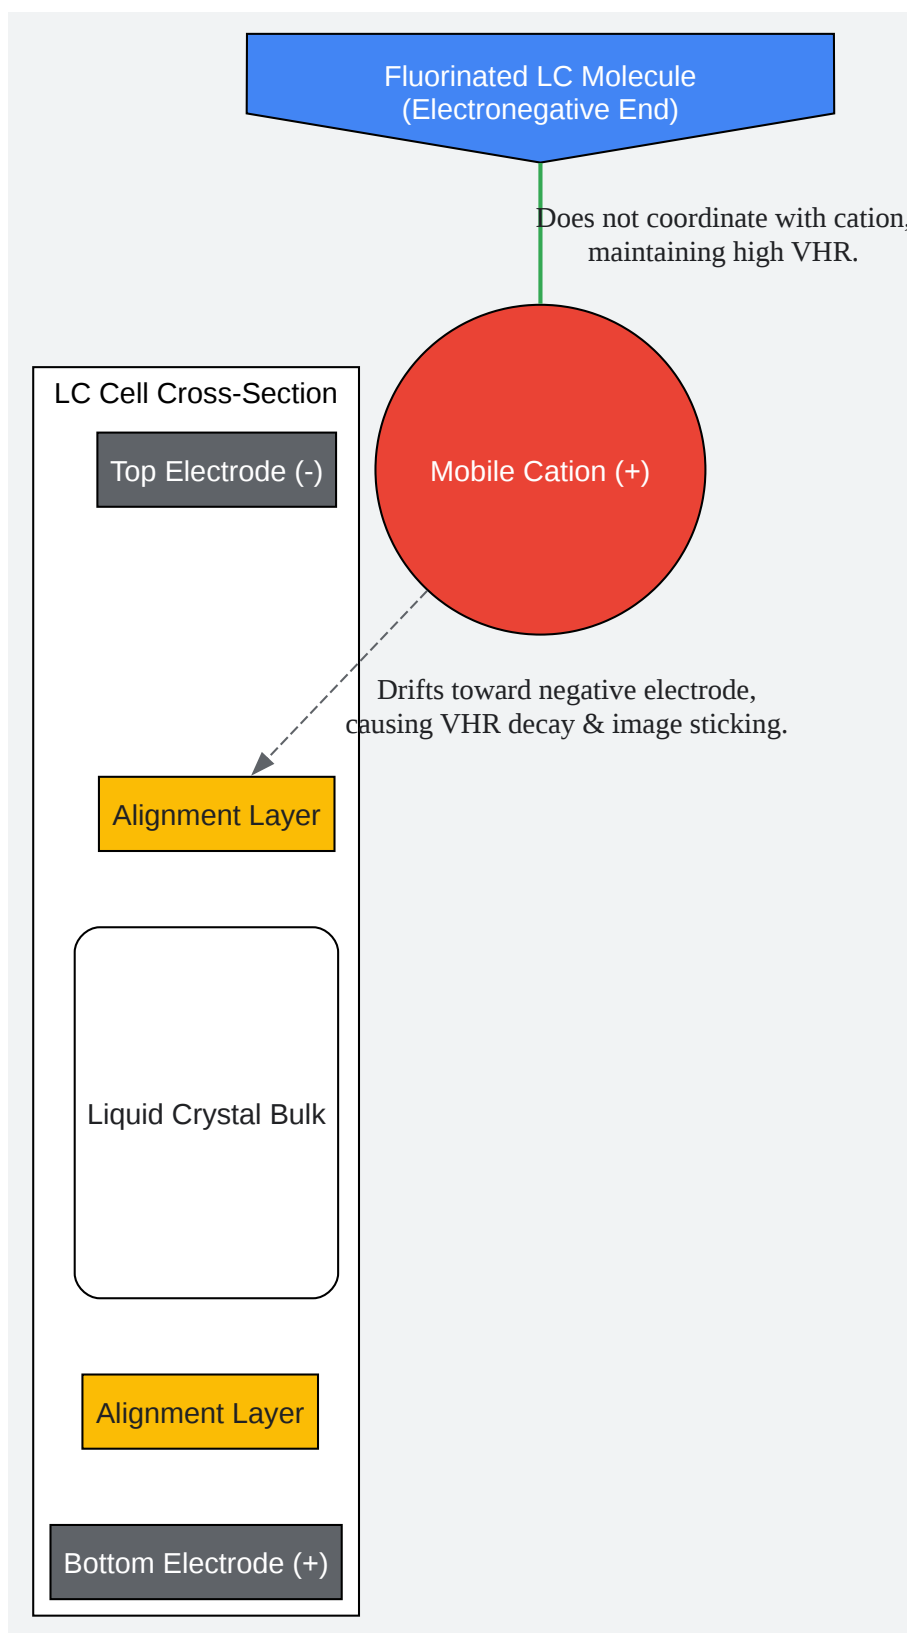 Fluorinated LC Molecule
(Electronegative End)
Does not coordinate with cation,
maintaining high VHR.
LC Cell Cross-Section
Top Electrode (-)
Mobile Cation (+)
Drifts toward negative electrode,
causing VHR decay & image sticking.
Alignment Layer
Liquid Crystal Bulk
Alignment Layer
Bottom Electrode (+)